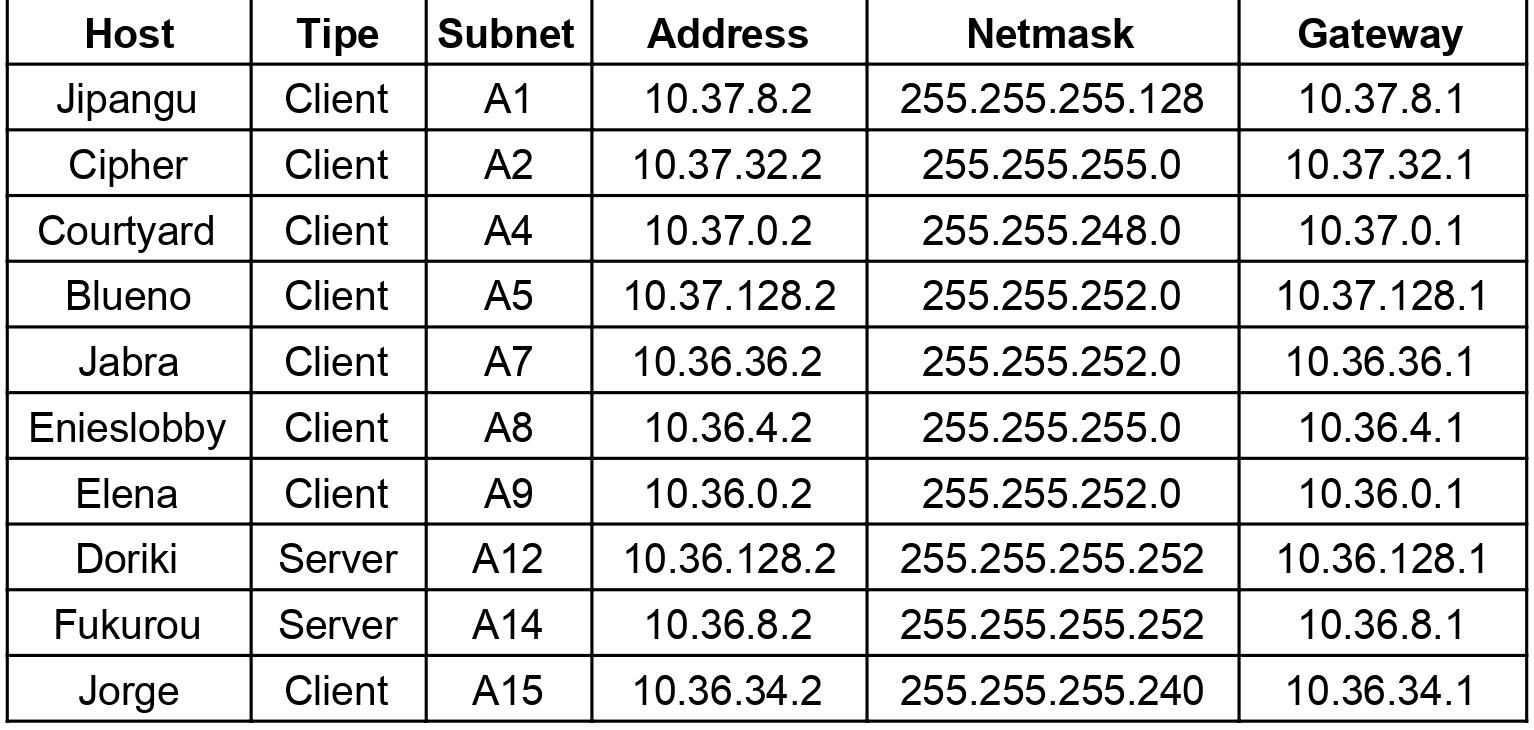 Host Tipe Subnet Address Netmask Gateway
Jipangu Client A1 10.37.8.2 255.255.255.128 10.37.8.1
Cipher Client A2 10.37.32.2 255.255.255.0 10.37.32.1
Courtyard Client A4 10.37.0.2 255.255.248.0 10.37.0.1
Blueno Client A5 10.37.128.2 255.255.252.0 10.37.128.1
Jabra Client A7 10.36.36.2 255.255.252.0 10.36.36.1
Enieslobby Client A8 10.36.4.2 255.255.255.0 10.36.4.1
Elena Client A9 10.36.0.2 255.255.252.0 10.36.0.1
Doriki Server A12 10.36.128.2 255.255.255.252 10.36.128.1
Fukurou Server A14 10.36.8.2 255.255.255.252 10.36.8.1
Jorge Client A15 10.36.34.2 255.255.255.240 10.36.34.1